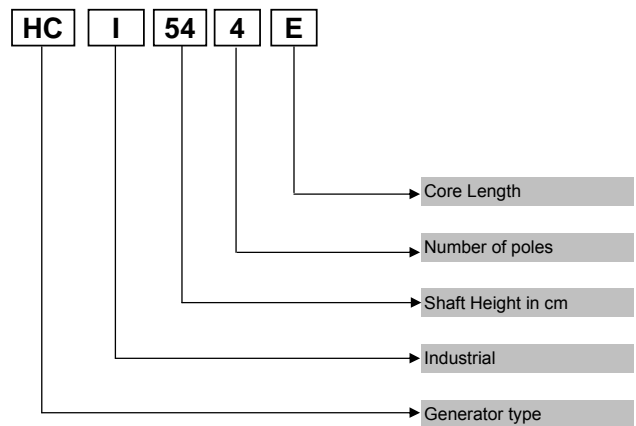 HC I 54 4 E
Core Length
Number of poles
Shaft Height in cm
Industrial
Generator type